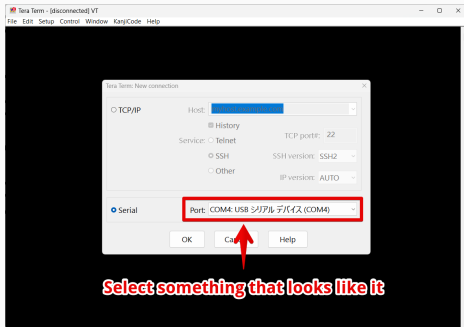 Tera Term - [disconnected] VT
File Edit Setup Control Window KanjiCode Help
Tera Term: New connection
TCP/IP
Host:
History
Service: Telnet
TCP port#: 22
SSH
SSH version: SSH2
Other
IP version: AUTO
Serial
Port: COM4: USB シリアル デバイス (COM4)
OK
Help
Select something that looks like it